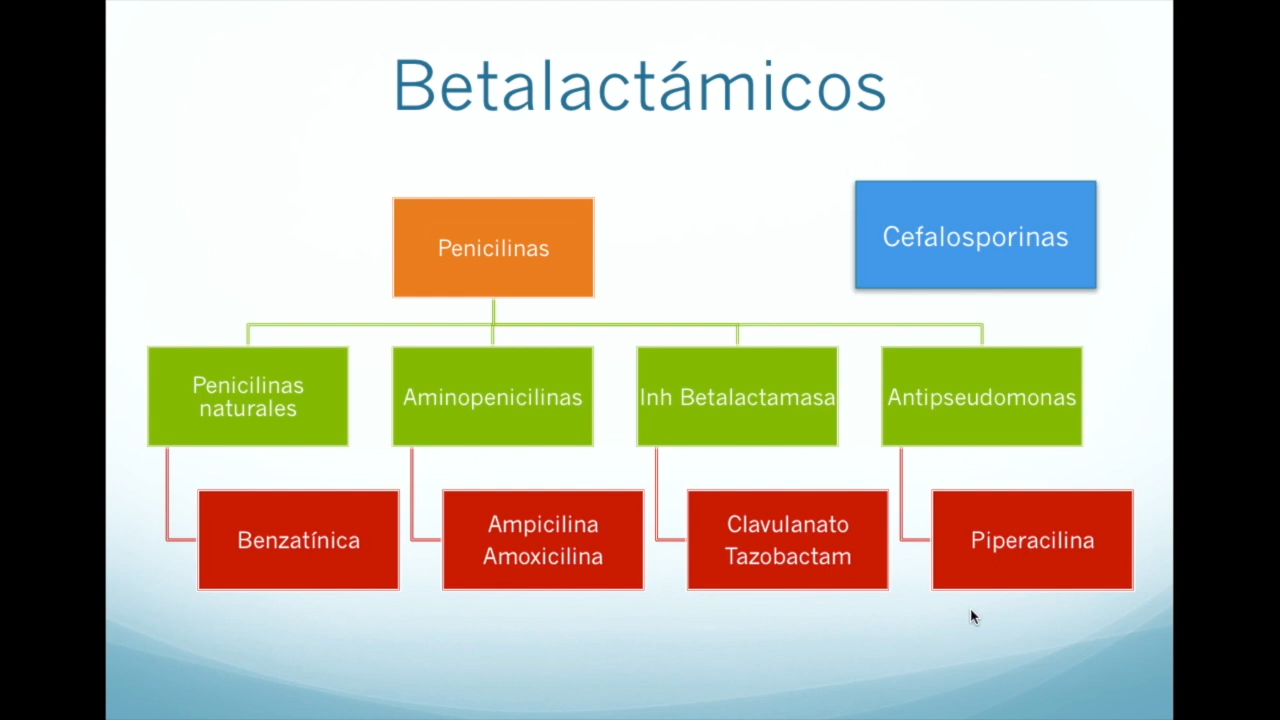 Betalactámicos
Penicilinas
Cefalosporinas
Penicilinas
naturales
Aminopenicilinas
Inh Betalactamasa
Antipseudomonas
Benzatínica
Ampicilina
Amoxicilina
Clavulanato
Tazobactam
Piperacilina